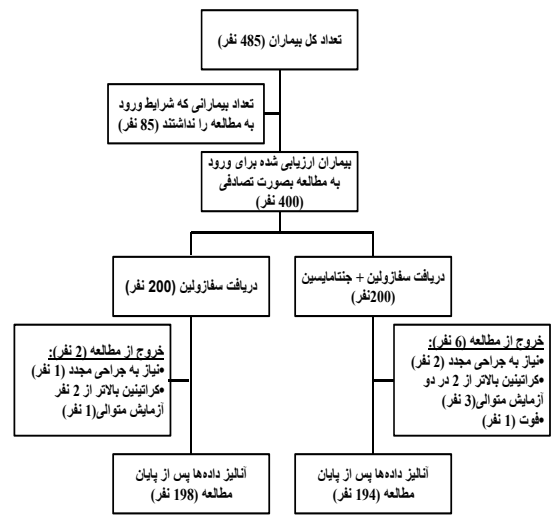 تعداد کل بیماران (485 نفر)
تعداد بیمارانی که شرایط ورود
به مطالعه را نداشتند (85 نفر)
بیماران ارزیابی شده برای ورود
به مطالعه بصورت تصادفی
(400 نفر)
دریافت سفازولین + جنتامایسین
(200نفر)
دریافت سفازولین (200 نفر)
خروج از مطالعه (6 نفر):
•نیاز به جراحی مجدد (2 نفر)
•کراتینین بالاتر از 2 در دو
آزمایش متوالی(3 نفر)
•فوت (1 نفر)
خروج از مطالعه (2 نفر):
•نیاز به جراحی مجدد (1 نفر)
•کراتینین بالاتر از 2 نفر
آزمایش متوالی(1 نفر)
آنالیز داده‌ها پس از پایان
مطالعه (194 نفر)
آنالیز داده‌ها پس از پایان
مطالعه (198 نفر)